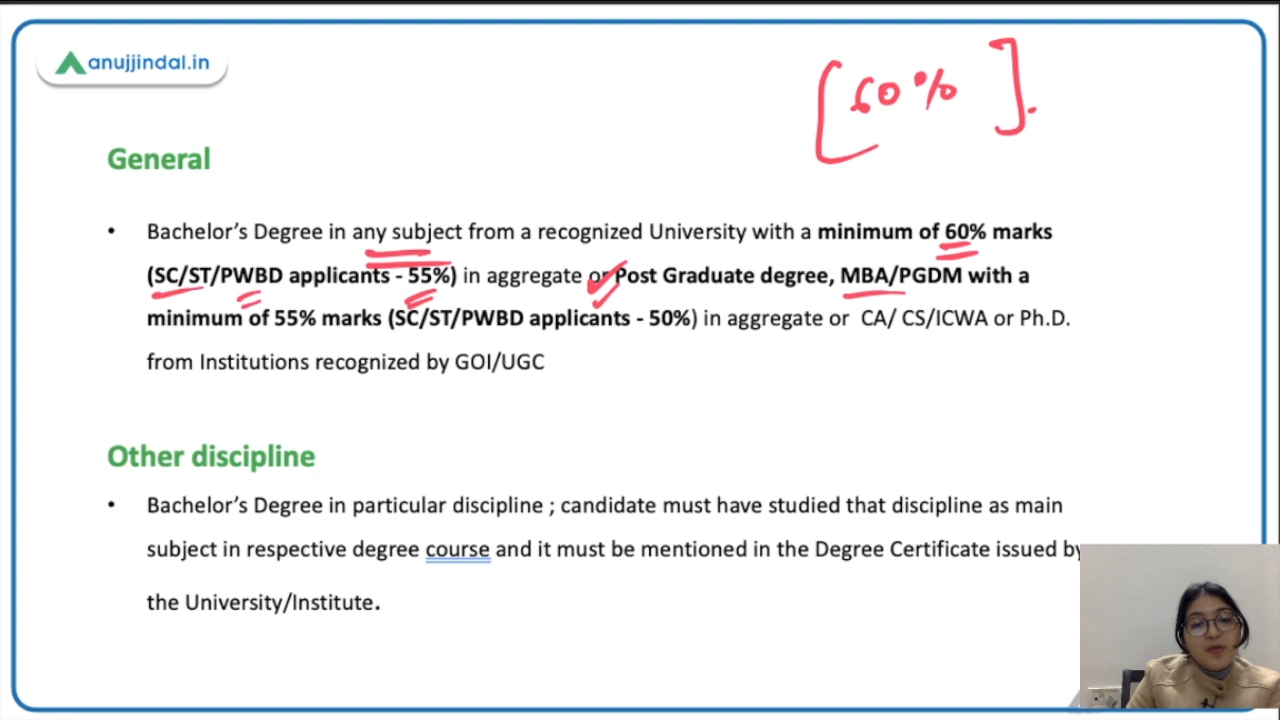 anujjindal.in
[60%].
General
• Bachelor's Degree in any subject from a recognized University with a minimum of 60% marks
(SC/ST/PWBD applicants - 55%) in aggregate or Post Graduate degree, MBA/PGDM with a
minimum of 55% marks (SC/ST/PWBD applicants - 50%) in aggregate or CA/ CS/ICWA or Ph.D.
from Institutions recognized by GOI/UGC
Other discipline
• Bachelor's Degree in particular discipline ; candidate must have studied that discipline as main
subject in respective degree course and it must be mentioned in the Degree Certificate issued by
the University/Institute.